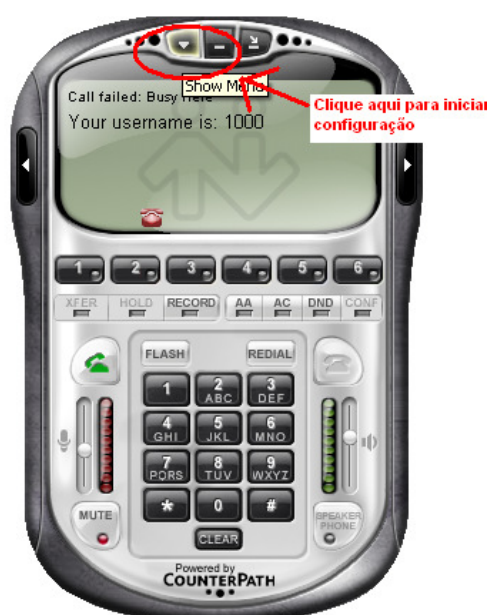 Show Menu
Call failed: Busy Here
Your username is: 1000
Clique aqui para iniciar
configuração
1 2 3 4 5 6
XFER HOLD RECORD AA AC DND CONF
FLASH REDIAL
1 2 3
ABC DEF
4 5 6
GHI JKL MNO
7 8 9
PQRS TUV WXYZ
* 0 #
MUTE
SPEAKER
PHONE
CLEAR
Powered by
COUNTERPATH